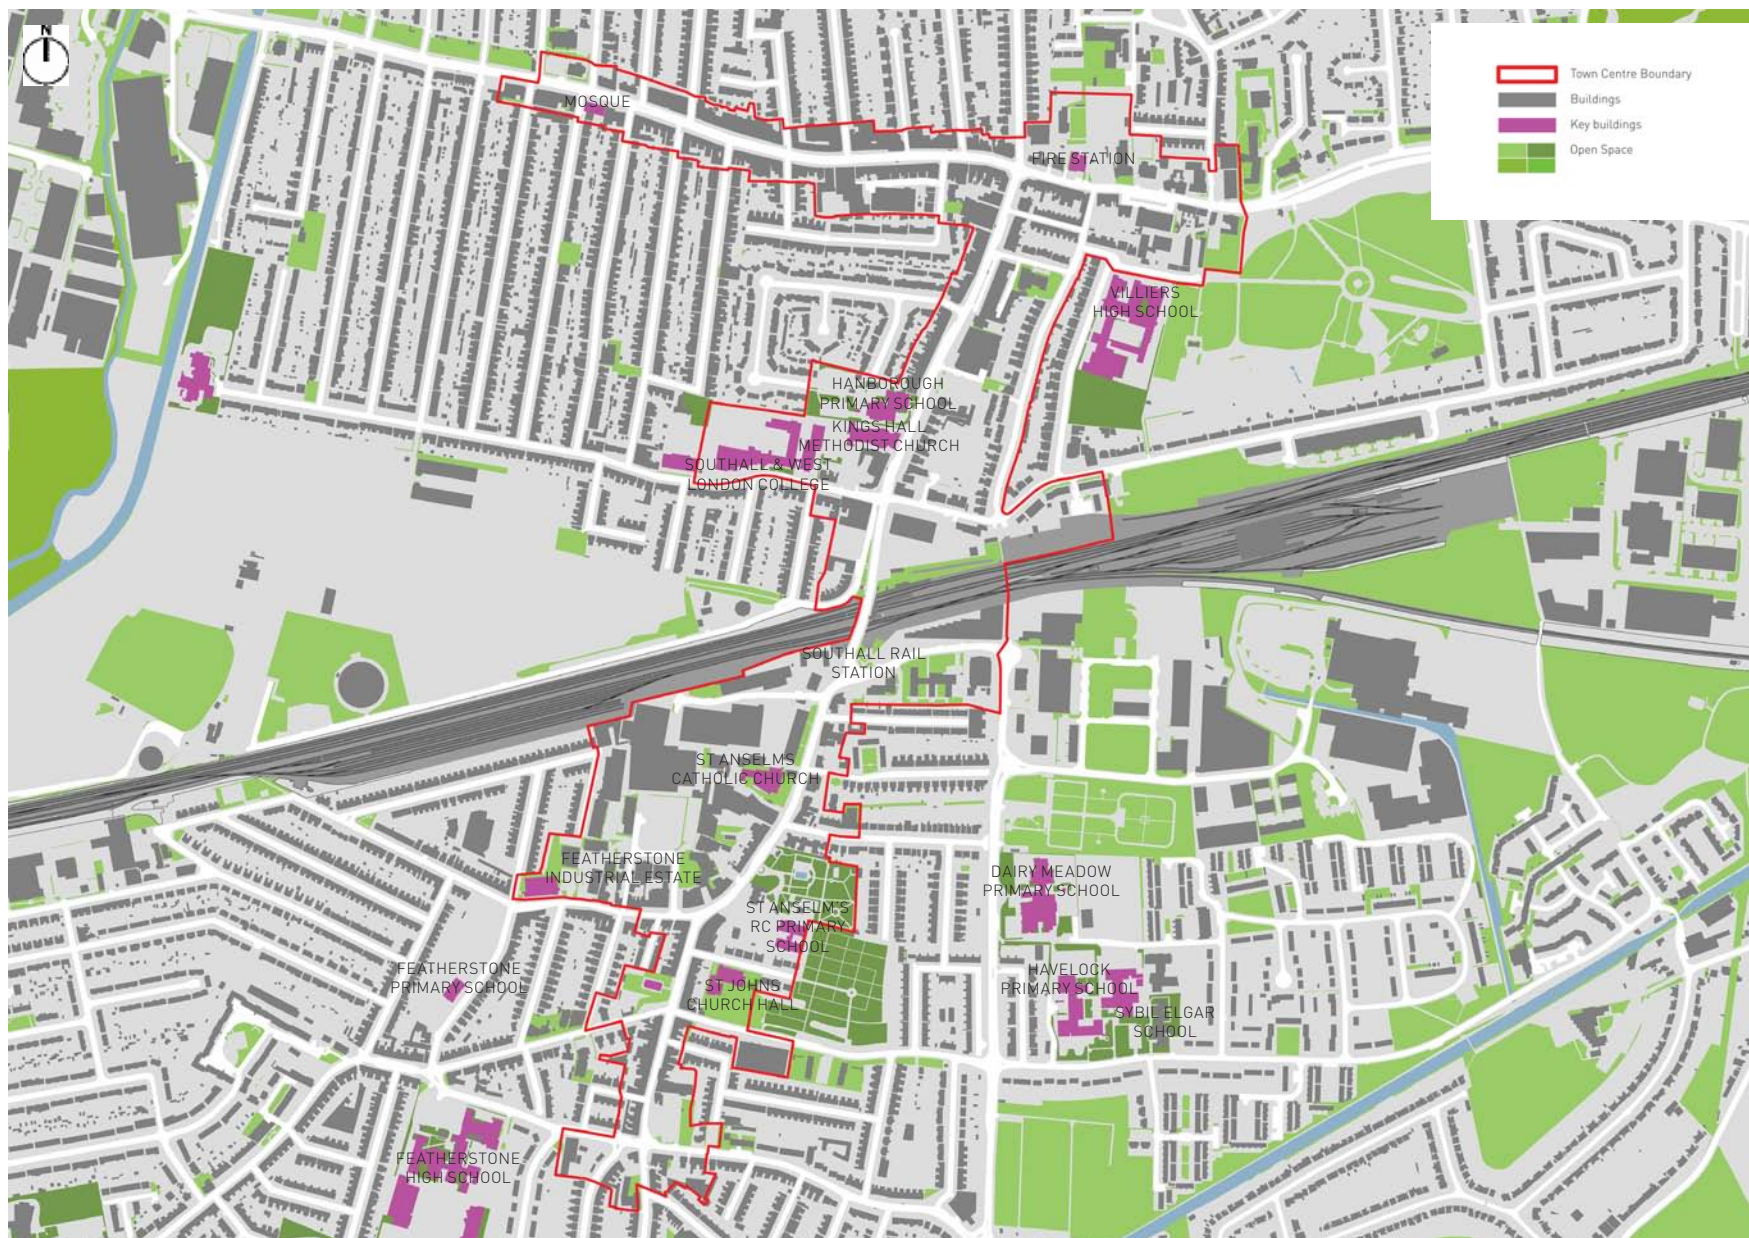 N
Town Centre Boundary
Buildings
Key buildings
Open Space
MOSQUE
FIRE STATION
VILLIERS
HIGH SCHOOL
HANBOROUGH
PRIMARY SCHOOL
KINGS HALL
METHODIST CHURCH
SOUTHALL & WEST
LONDON COLLEGE
SOUTHALL RAIL
STATION
ST ANSELMS
CATHOLIC CHURCH
FEATHERSTONE
INDUSTRIAL ESTATE
DAIRY MEADOW
PRIMARY SCHOOL
ST ANSELM'S
RC PRIMARY
SCHOOL
FEATHERSTONE
PRIMARY SCHOOL
ST JOHNS
CHURCH HALL
HAVELOCK
PRIMARY SCHOOL
SYBIL ELGAR
SCHOOL
FEATHERSTONE
HIGH SCHOOL